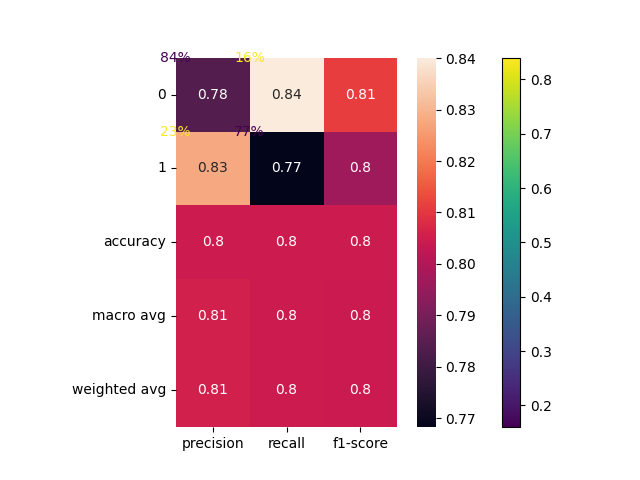 84% 16%
0 0.78 0.84 0.81
23% 77%
1 0.83 0.77 0.8
accuracy 0.8 0.8 0.8
macro avg 0.81 0.8 0.8
weighted avg 0.81 0.8 0.8
precision recall f1-score
0.84
0.83
0.82
0.81
0.80
0.79
0.78
0.77
0.8
0.7
0.6
0.5
0.4
0.3
0.2